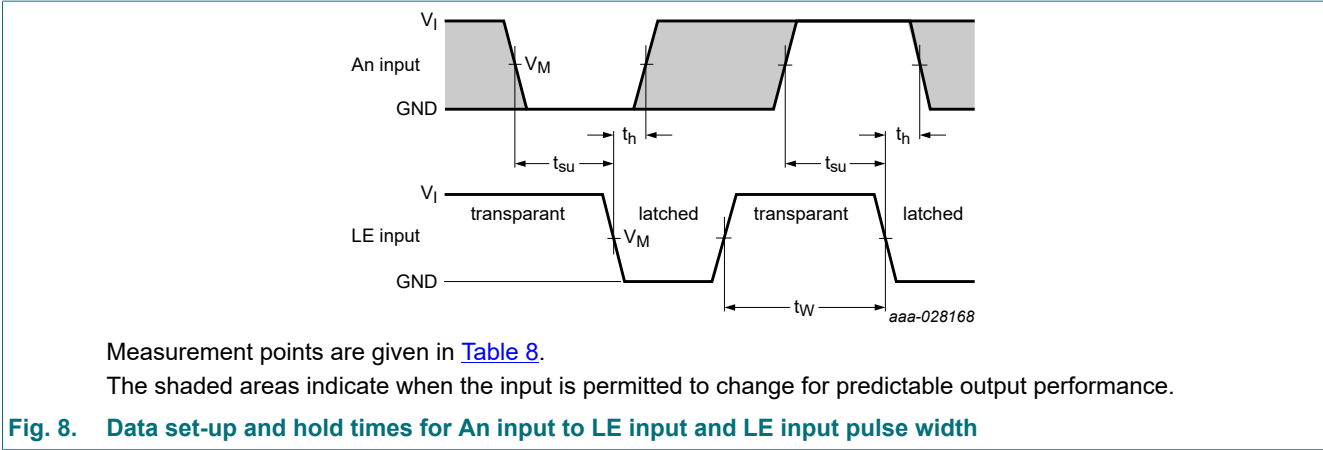 VI
An input
VM
GND
th
th
tsu
tsu
VI
transparant
latched
transparant
latched
LE input
VM
GND
tW
aaa-028168
Measurement points are given in Table 8.
The shaded areas indicate when the input is permitted to change for predictable output performance.
Fig. 8. Data set-up and hold times for An input to LE input and LE input pulse width